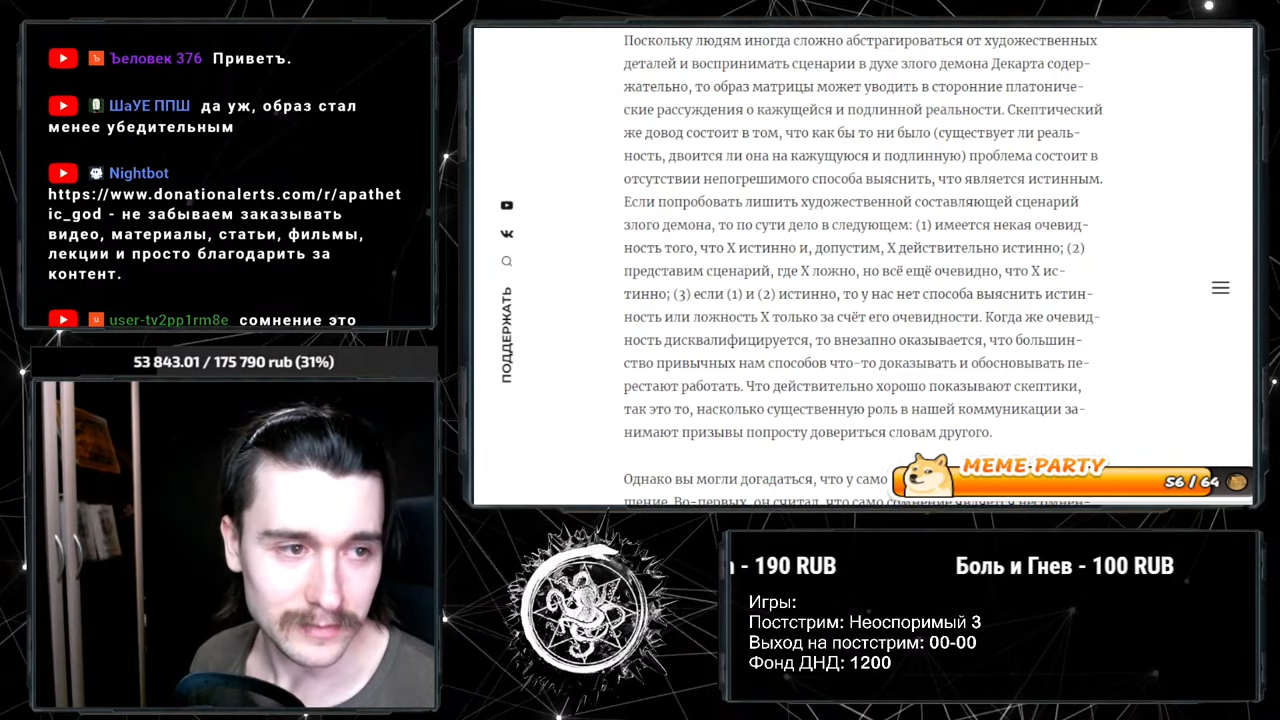 Ъеловек 376 Приветъ.
ШаУЕ ППШ да уж, образ стал
менее убедительным
Nightbot
https://www.donationalerts.com/r/apathet
ic_god - не забываем заказывать
видео, материалы, статьи, фильмы,
лекции и просто благодарить за
контент.
user-tv2pp1rm8e сомнение это
53 843.01 / 175 790 rub (31%)
ПОДДЕРЖАТЬ
Поскольку людям иногда сложно абстрагироваться от художественных
деталей и воспринимать сценарии в духе злого демона Декарта содер-
жательно, то образ матрицы может уводить в сторонние платониче-
ские рассуждения о кажущейся и подлинной реальности. Скептический
же довод состоит в том, что как бы то ни было (существует ли реаль-
ность, двоится ли она на кажущуюся и подлинную) проблема состоит в
отсутствии непогрешимого способа выяснить, что является истинным.
Если попробовать лишить художественной составляющей сценарий
злого демона, то по сути дело в следующем: (1) имеется некая очевид-
ность того, что X истинно и, допустим, X действительно истинно; (2)
представим сценарий, где X ложно, но всё ещё очевидно, что X ис-
тинно; (3) если (1) и (2) истинно, то у нас нет способа выяснить истин-
ность или ложность X только за счёт его очевидности. Когда же очевид-
ность дисквалифицируется, то внезапно оказывается, что большин-
ство привычных нам способов что-то доказывать и обосновывать пе-
рестают работать. Что действительно хорошо показывают скептики,
так это то, насколько существенную роль в нашей коммуникации за-
нимают призывы попросту довериться словам другого.
Однако вы могли догадаться, что у само
шение. Во-первых, он считал, что само сомнение является
MEME PARTY
56 / 64
- 190 RUB
Боль и Гнев - 100 RUB
Игры:
Постстрим: Неоспоримый 3
Выход на постстрим: 00-00
Фонд ДНД: 1200